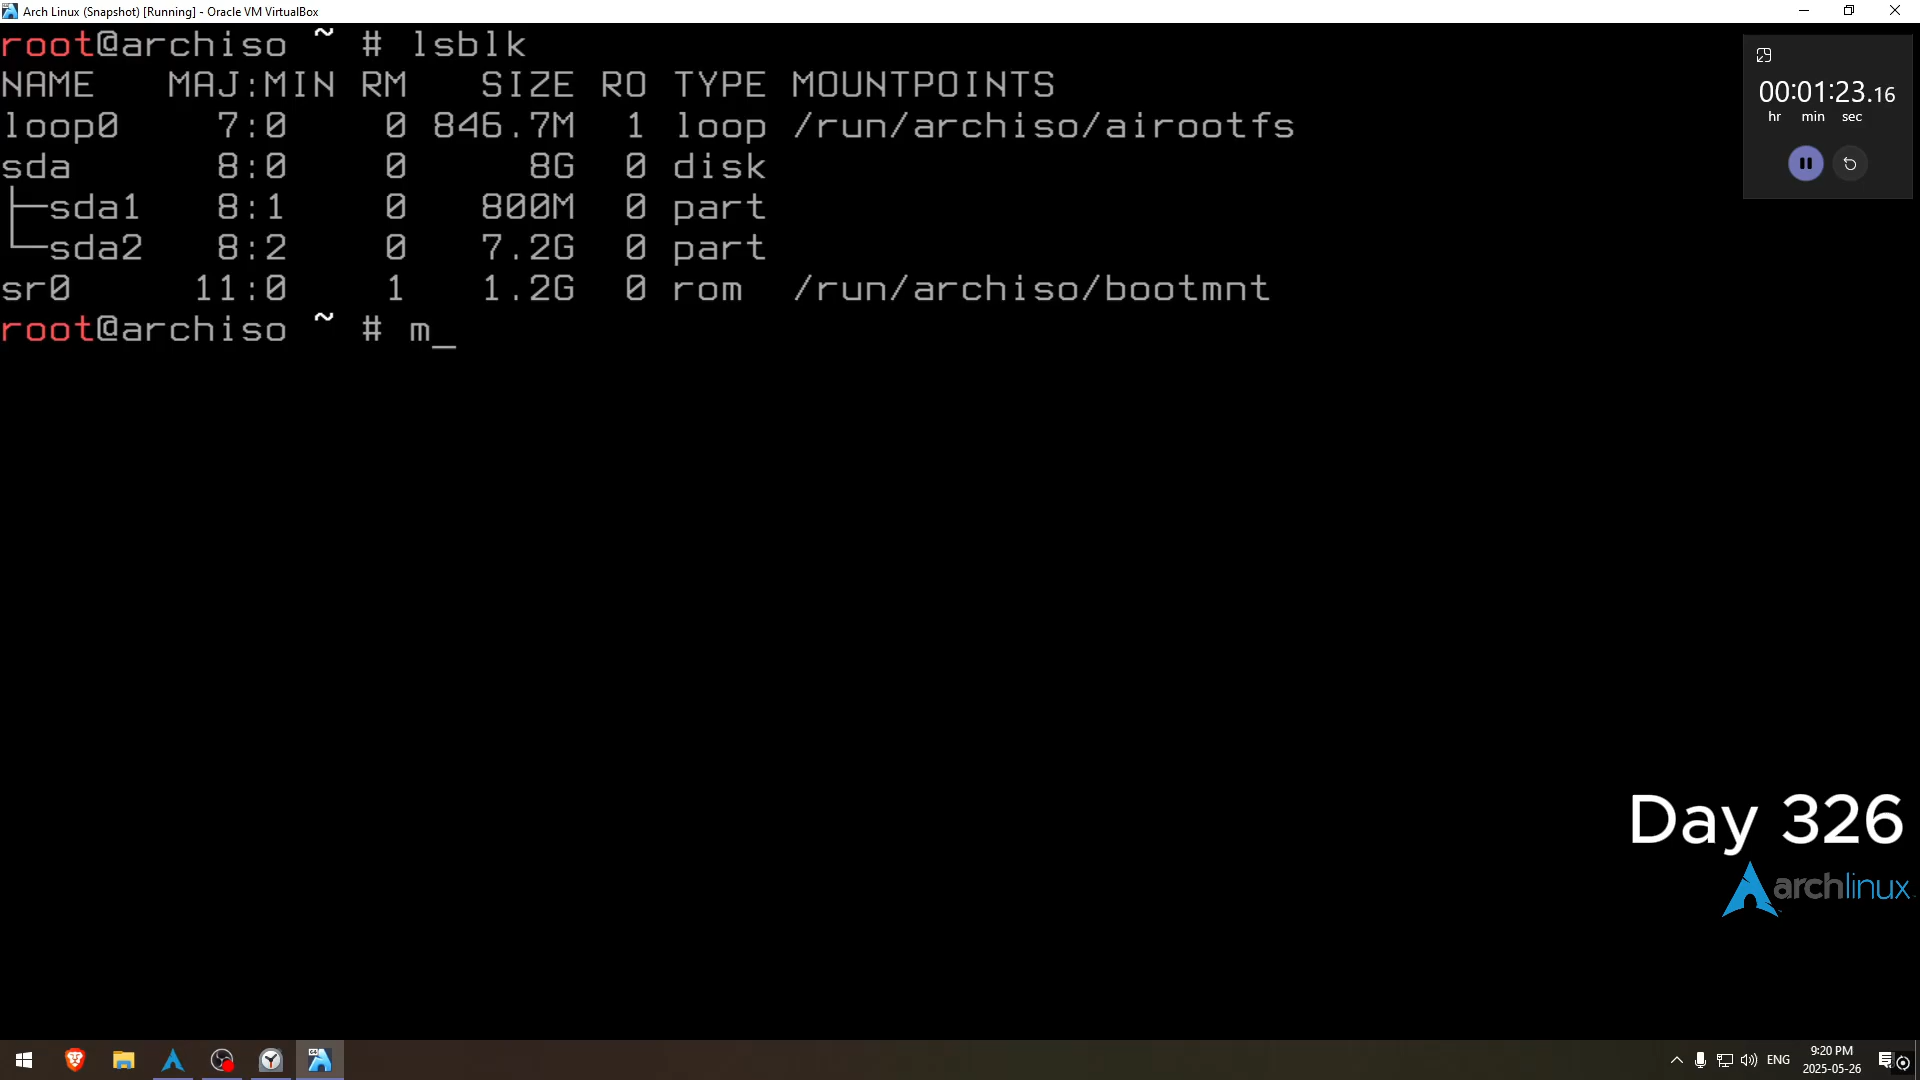 Arch Linux (Snapshot) [Running] - Oracle VM VirtualBox
root@archiso ~ # lsblk
NAME MAJ:MIN RM SIZE RO TYPE MOUNTPOINTS
loop0 7:0 0 846.7M 1 loop /run/archiso/airootfs
sda 8:0 0 8G 0 disk
├─sda1 8:1 0 800M 0 part
└─sda2 8:2 0 7.2G 0 part
sr0 11:0 1 1.2G 0 rom /run/archiso/bootmnt
root@archiso ~ # m_
00:01:23.16
hr min sec
Day 326
archlinux
64
ENG
9:20 PM
2025-05-26